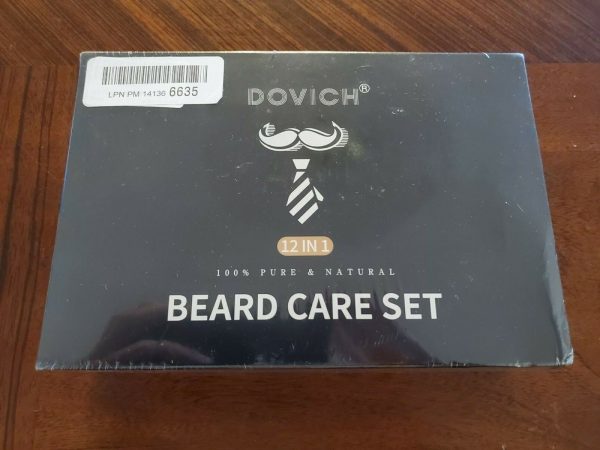 LPN PM 14136 6635
DOVICH®
12 IN 1
100% PURE & NATURAL
BEARD CARE SET